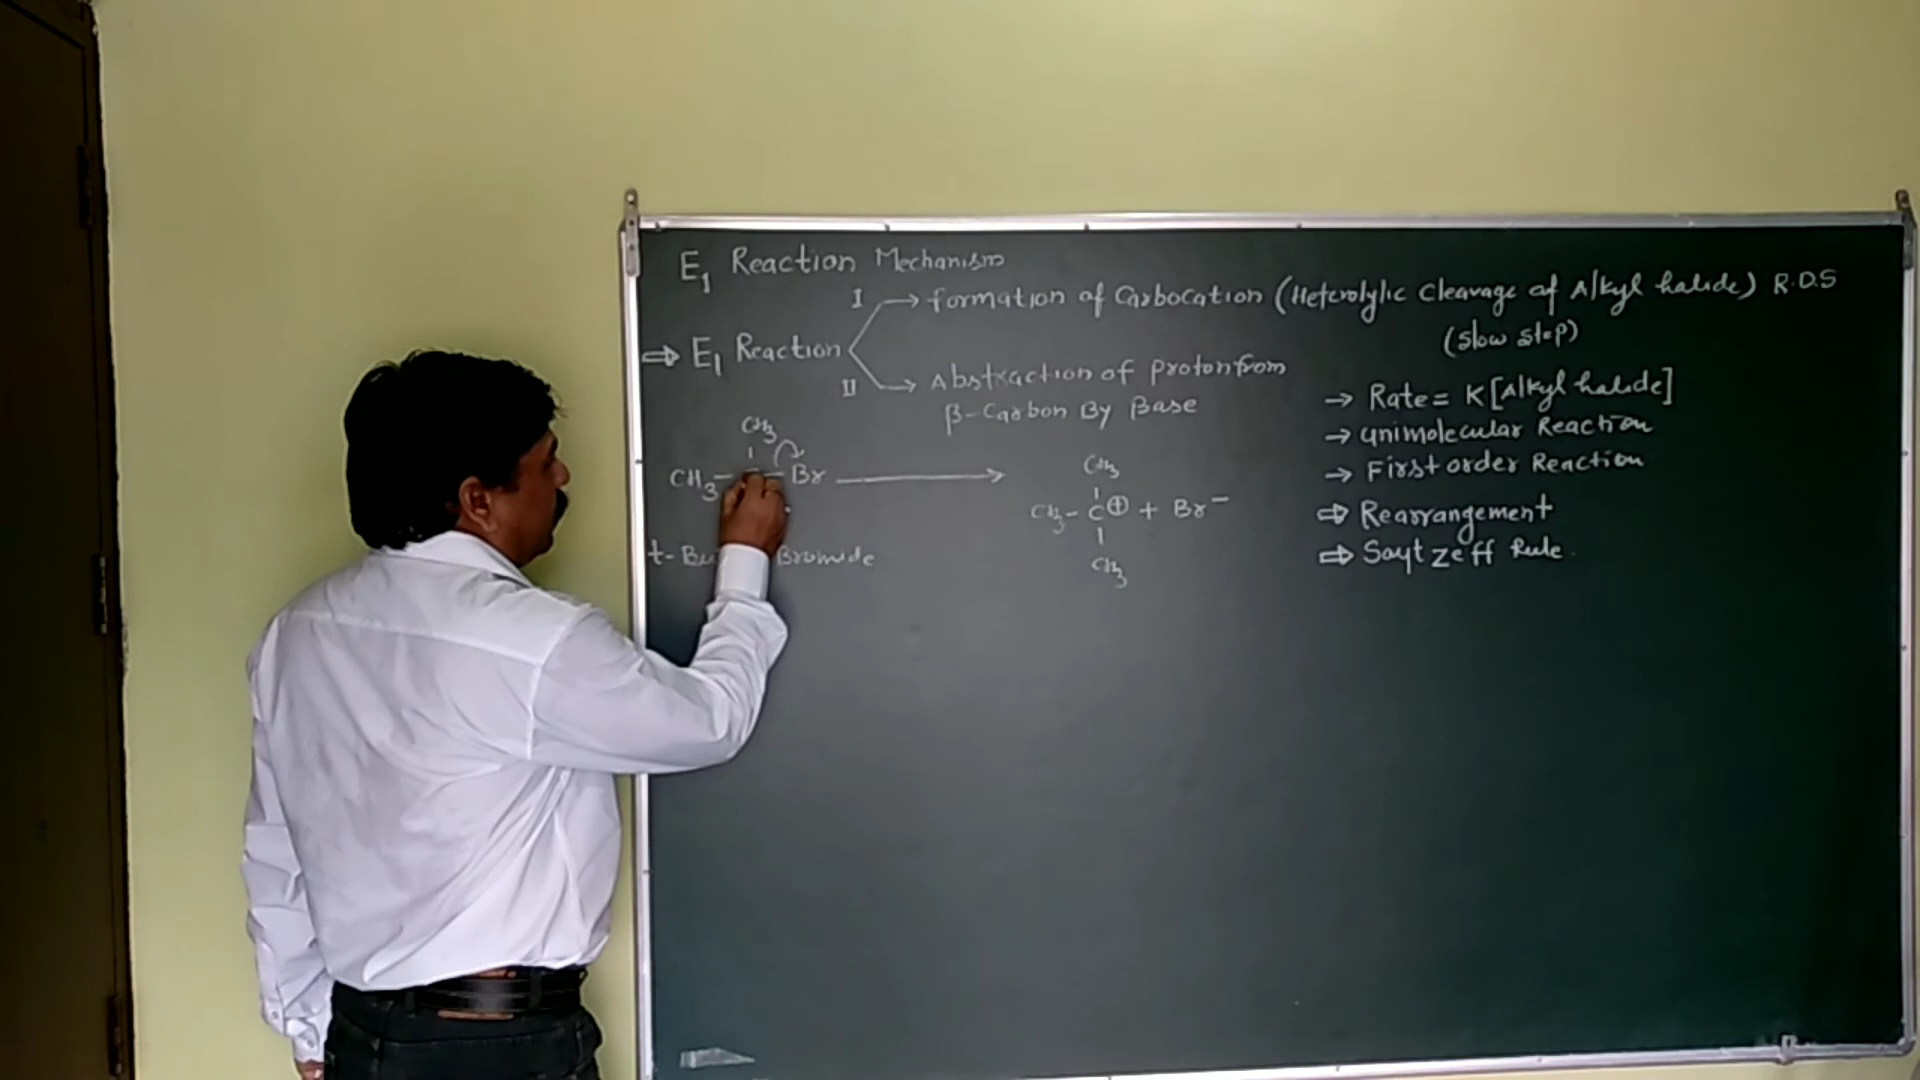 E1 Reaction Mechanism
I → formation of Carbocation (Heterolylic Cleavage of Alkyl halide) R.D.S
(slow step)
⇒ E1 Reaction
II → Abstraction of proton from
β-Carbon By Base
→ Rate = K [Alkyl halide]
→ unimolecular Reaction
→ First order Reaction
⇒ Rearrangement
⇒ Saytzeff Rule.
CH3
CH3 — — Br →
CH3
CH3 - C⊕ + Br⁻
CH3
t- Bromide